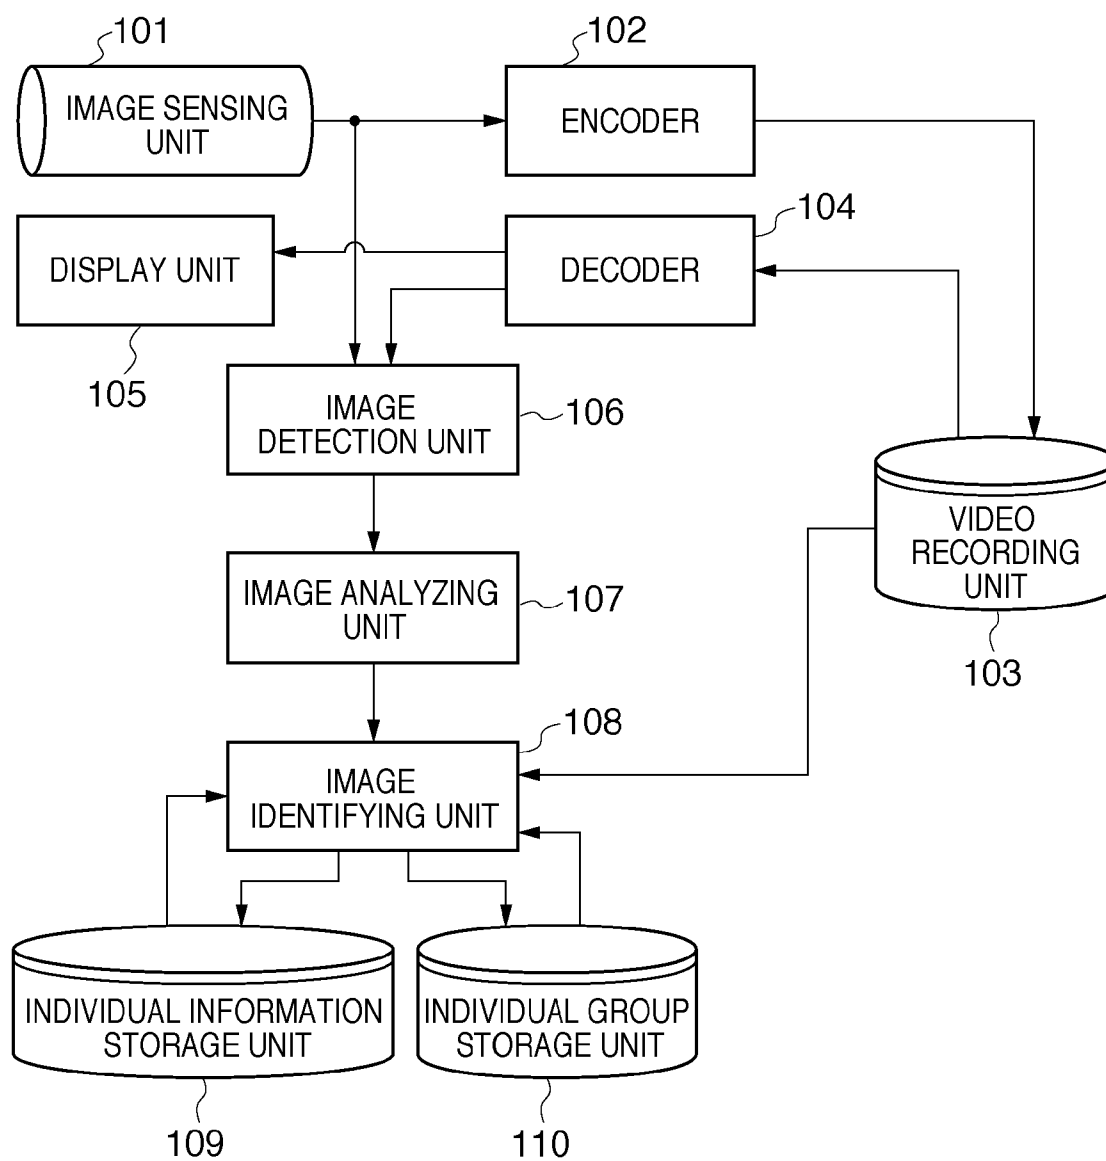 101
102
IMAGE SENSING
UNIT
ENCODER
104
DISPLAY UNIT
DECODER
105
IMAGE
DETECTION UNIT
106
VIDEO
RECORDING
UNIT
IMAGE ANALYZING
UNIT
107
103
108
IMAGE
IDENTIFYING UNIT
INDIVIDUAL INFORMATION
STORAGE UNIT
INDIVIDUAL GROUP
STORAGE UNIT
109
110